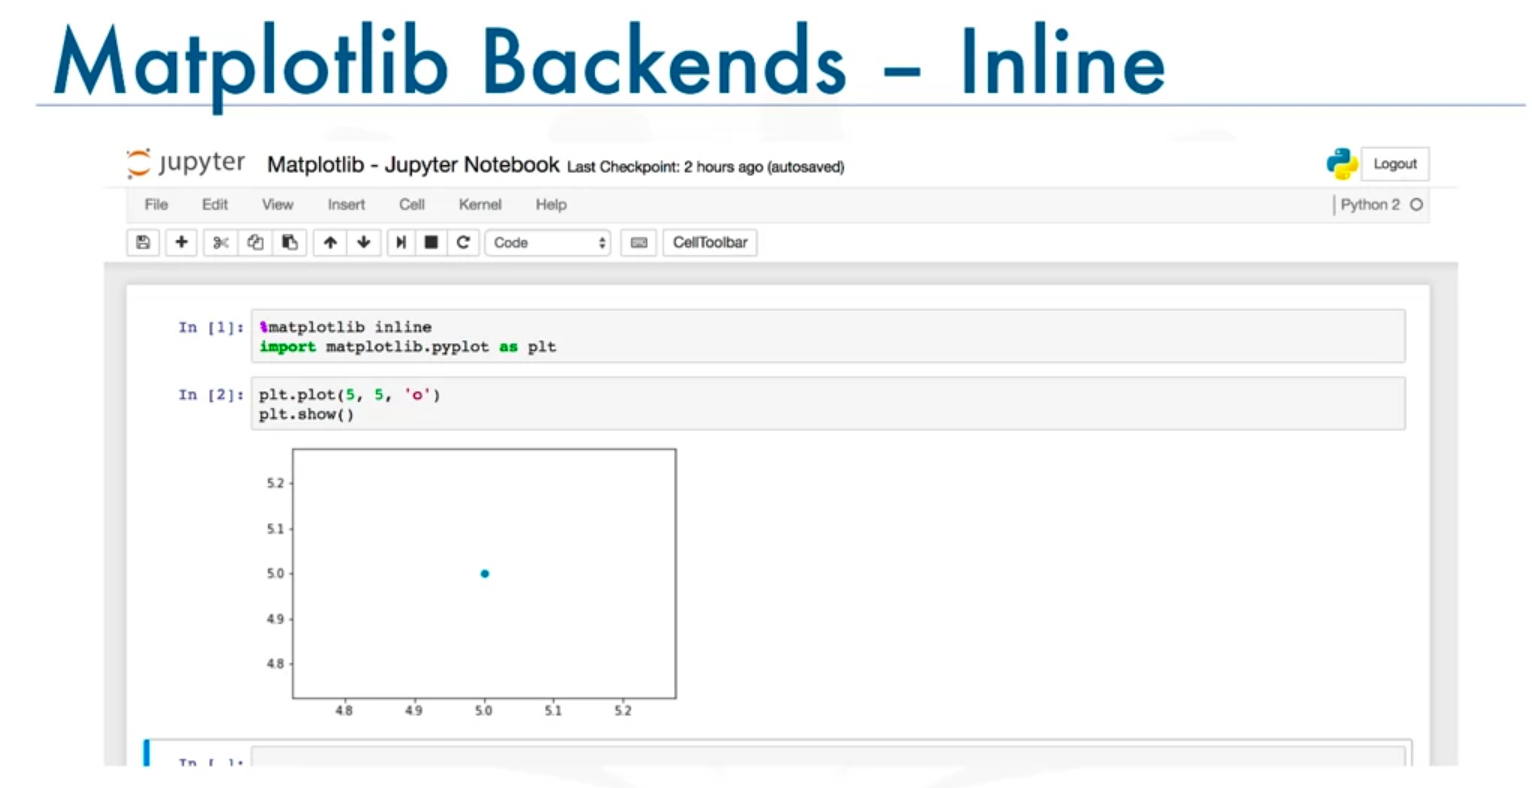 Matplotlib Backends – Inline
jupyter Matplotlib - Jupyter Notebook Last Checkpoint: 2 hours ago (autosaved) Logout
File Edit View Insert Cell Kernel Help Python 2
Code CellToolbar
In [1]: %matplotlib inline
import matplotlib.pyplot as plt
In [2]: plt.plot(5, 5, 'o')
plt.show()
5.2
5.1
5.0
4.9
4.8
4.8 4.9 5.0 5.1 5.2
In [ ]: